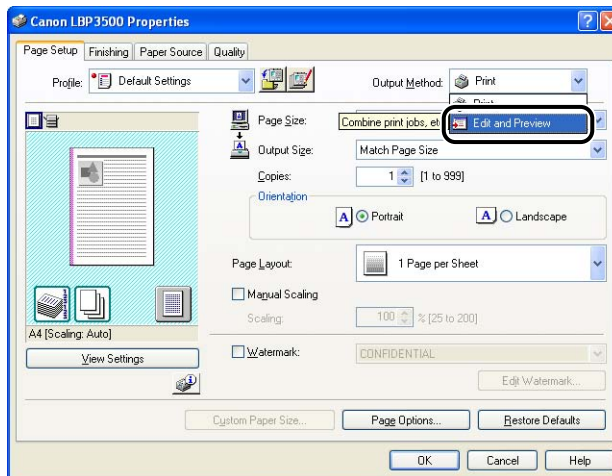 Canon LBP3500 Properties
Page Setup Finishing Paper Source Quality
Profile: Default Settings
Output Method: Print
Print
Page Size: Combine print jobs, etc
Edit and Preview
Output Size: Match Page Size
Copies: 1 [1 to 999]
Orientation
A Portrait A Landscape
Page Layout: 1 Page per Sheet
Manual Scaling
Scaling: 100 % [25 to 200]
A4 [Scaling: Auto]
View Settings
Watermark: CONFIDENTIAL
Edit Watermark...
Custom Paper Size... Page Options... Restore Defaults
OK Cancel Help